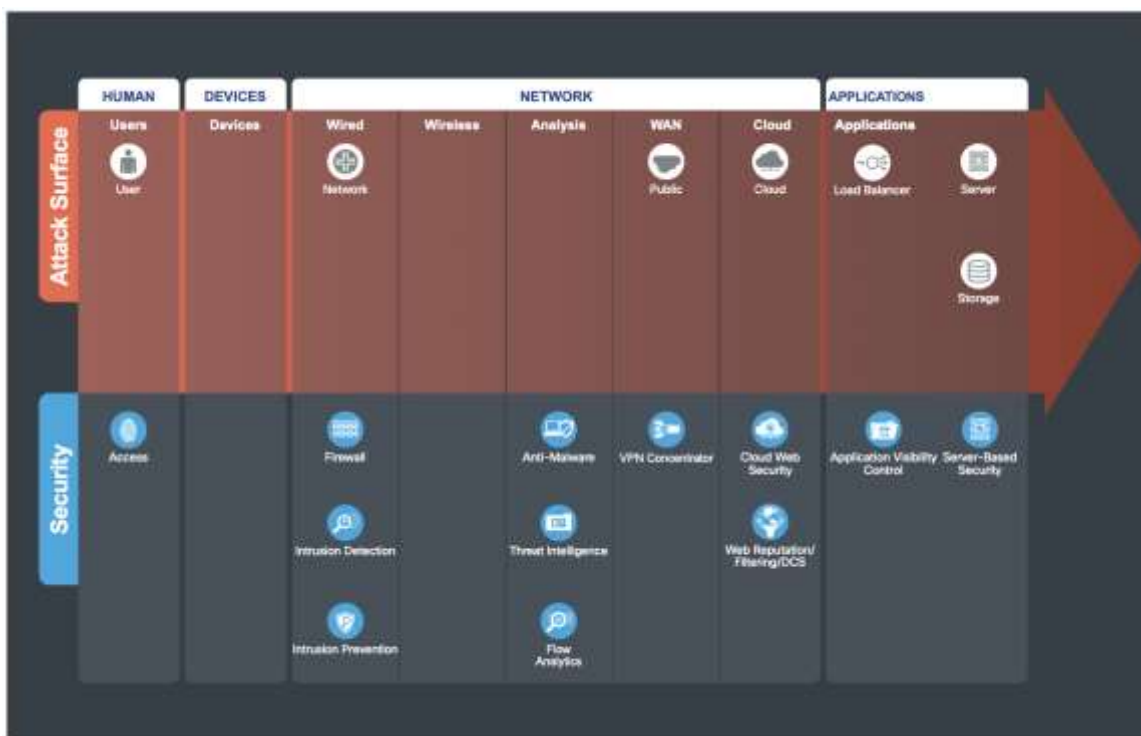 HUMAN
DEVICES
NETWORK
APPLICATIONS
Attack Surface
Users
Devices
Wired
Wireless
Analysis
WAN
Cloud
Applications
User
Network
Public
Cloud
Load Balancer
Server
Storage
Security
Access
Firewall
Anti-Malware
VPN Concentrator
Cloud Web
Security
Application Visibility
Control
Server-Based
Security
Intrusion Detection
Threat Intelligence
Web Reputation/
Filtering/DCS
Intrusion Prevention
Flow
Analytics